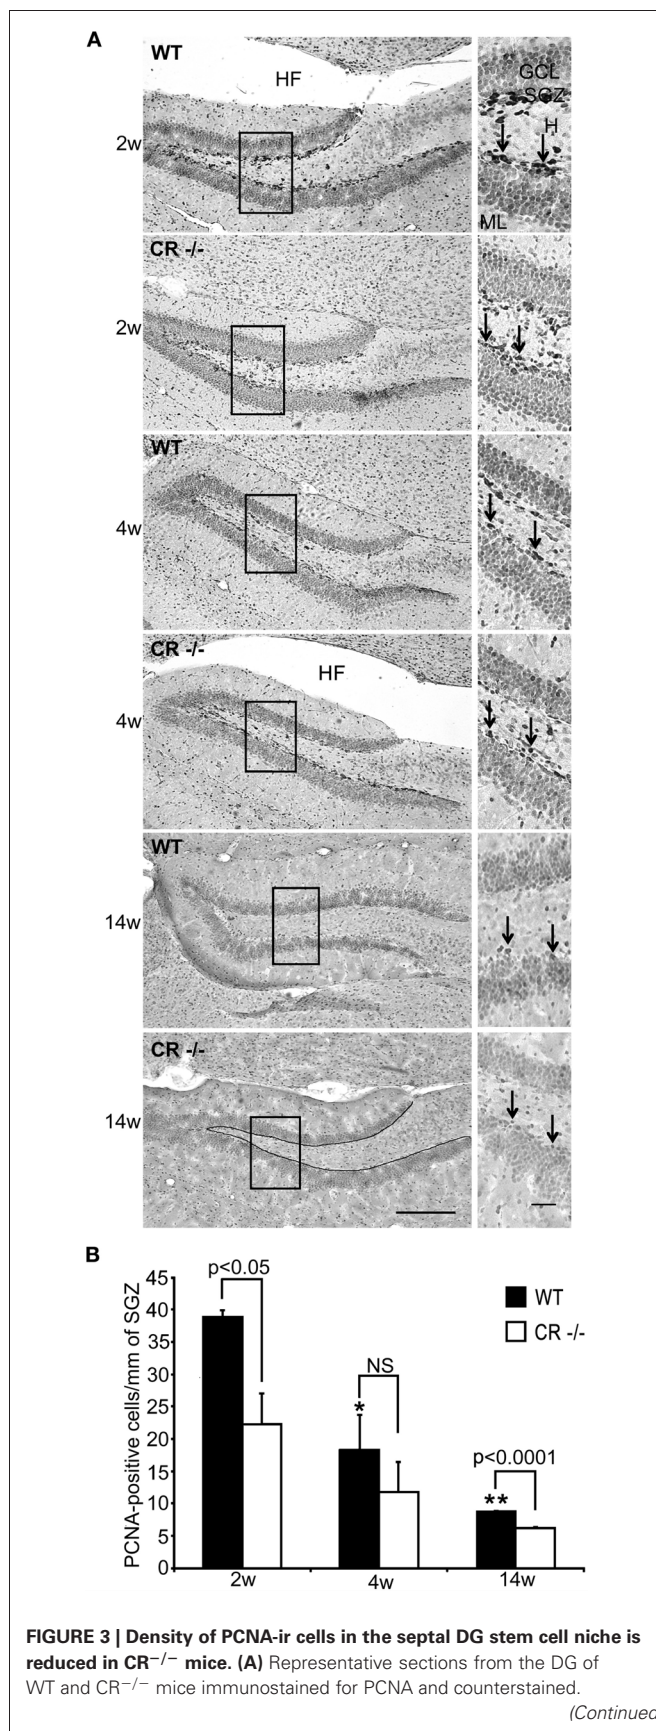 A
WT
HF
2w
GCL
SGZ
H
ML
CR -/-
2w
WT
4w
CR -/-
HF
4w
WT
14w
CR -/-
14w
B
PCNA-positive cells/mm of SGZ
45
40
35
30
25
20
15
10
5
0
p<0.05
NS
*
p<0.0001
**
WT
CR -/-
2w
4w
14w
FIGURE 3 | Density of PCNA-ir cells in the septal DG stem cell niche is
reduced in CR−/− mice. (A) Representative sections from the DG of
WT and CR−/− mice immunostained for PCNA and counterstained.
(Continued